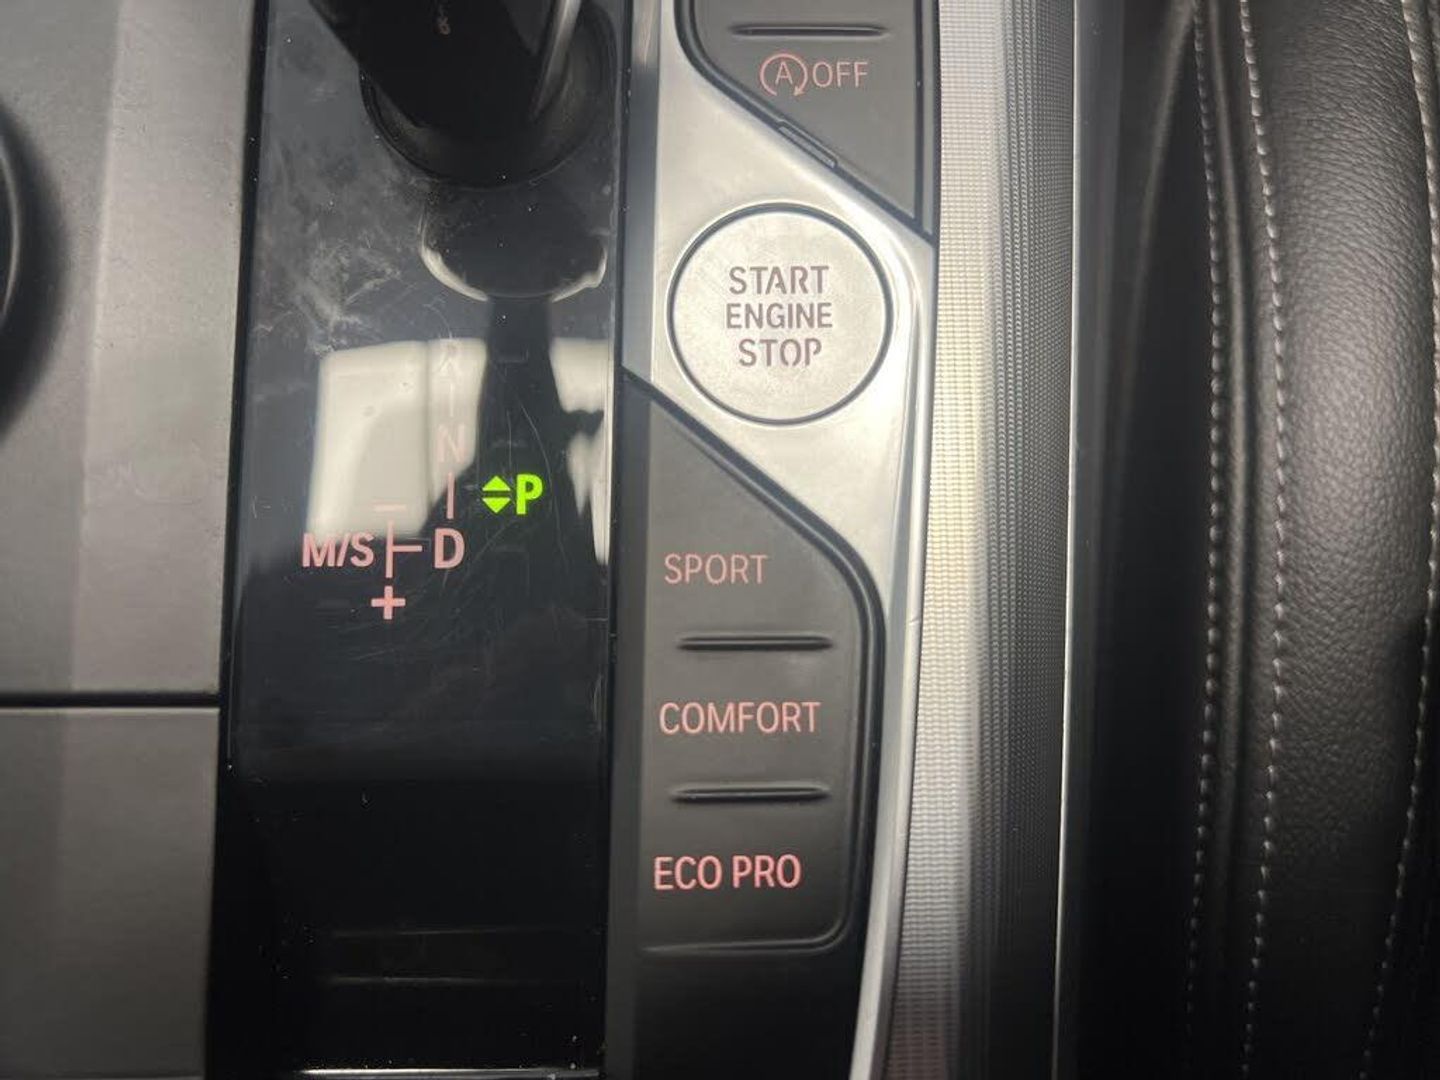 A OFF
START
ENGINE
STOP
R
N
P
M/S
D
+
SPORT
COMFORT
ECO PRO